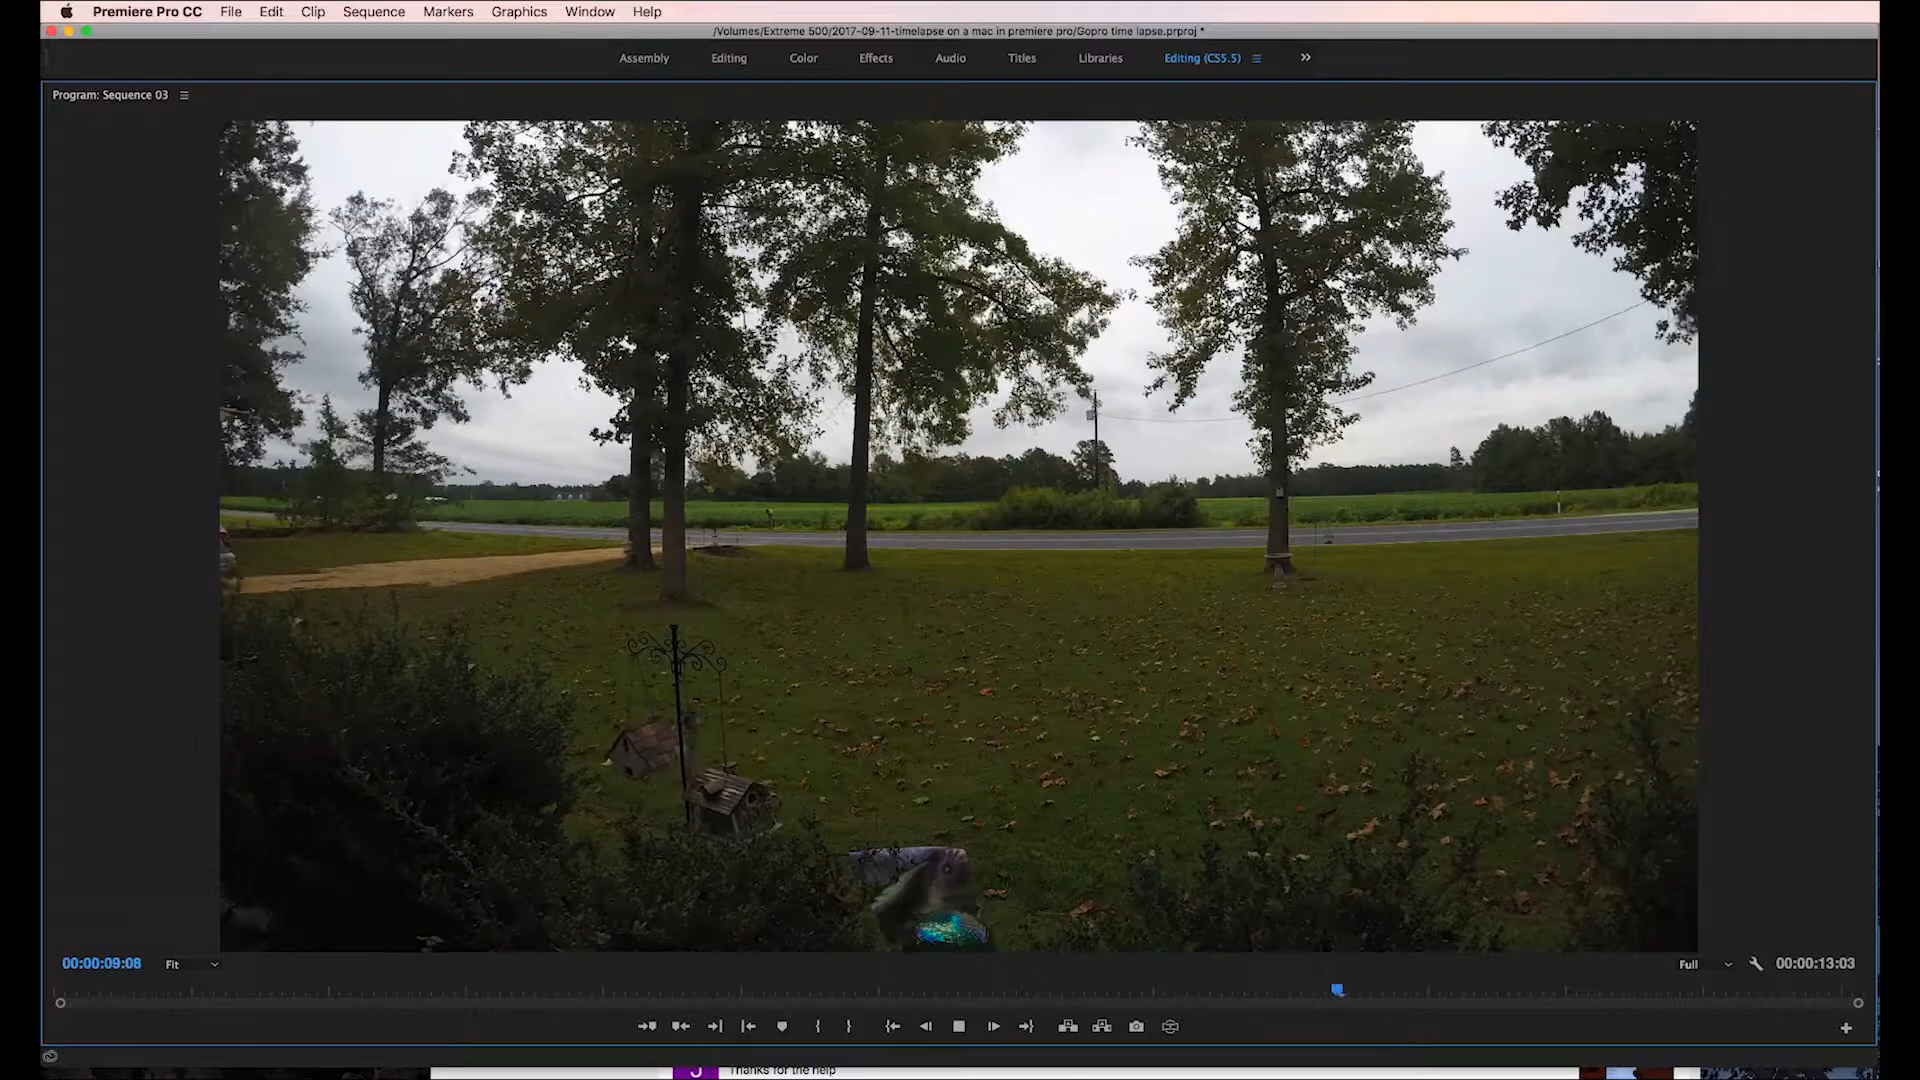 Premiere Pro CC File Edit Clip Sequence Markers Graphics Window Help
/Volumes/Extreme 500/2017-09-11-timelapse on a mac in premiere pro/Gopro time lapse.prproj *
Assembly Editing Color Effects Audio Titles Libraries Editing (CS5.5)
Program: Sequence 03
00:00:09:08 Fit Full 00:00:13:03
J Thanks for the help